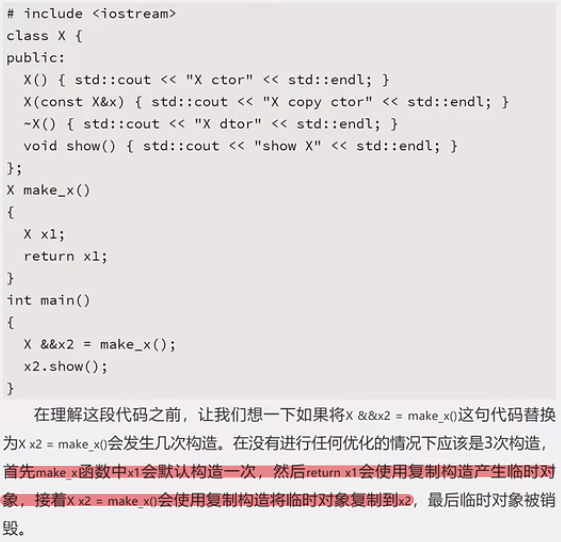 # include <iostream>
class X {
public:
  X() { std::cout << "X ctor" << std::endl; }
  X(const X&x) { std::cout << "X copy ctor" << std::endl; }
  ~X() { std::cout << "X dtor" << std::endl; }
  void show() { std::cout << "show X" << std::endl; }
};
X make_x()
{
  X x1;
  return x1;
}
int main()
{
  X &&x2 = make_x();
  x2.show();
}
在理解这段代码之前，让我们想一下如果将X &&x2 = make_x()这句代码替换
为X x2 = make_x()会发生几次构造。在没有进行任何优化的情况下应该是3次构造，
首先make_x函数中x1会默认构造一次，然后return x1会使用复制构造产生临时对
象，接着X x2 = make_x()会使用复制构造将临时对象复制到x2，最后临时对象被销
毁。